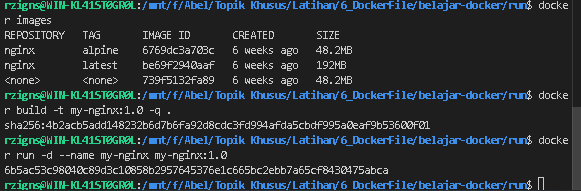 rzigns@WIN-KL41ST0GR0L:/mnt/f/Abel/Topik Khusus/Latihan/6_DockerFile/belajar-docker/run$ docke
r images
REPOSITORY TAG IMAGE ID CREATED SIZE
nginx alpine 6769dc3a703c 6 weeks ago 48.2MB
nginx latest be69f2940aaf 6 weeks ago 192MB
<none> <none> 739f5132fa89 6 weeks ago 48.2MB
rzigns@WIN-KL41ST0GR0L:/mnt/f/Abel/Topik Khusus/Latihan/6_DockerFile/belajar-docker/run$ docke
r build -t my-nginx:1.0 -q .
sha256:4b2acb5add148232b6d7b6fa92d8cdc3fd994afda5cbdf995a0eaf9b53600f01
rzigns@WIN-KL41ST0GR0L:/mnt/f/Abel/Topik Khusus/Latihan/6_DockerFile/belajar-docker/run$ docke
r run -d --name my-nginx my-nginx:1.0
6b5ac53c98040c89d3c10858b2957645376e1c665bc2ebb7a65cf8430475abca
rzigns@WIN-KL41ST0GR0L:/mnt/f/Abel/Topik Khusus/Latihan/6_DockerFile/belajar-docker/run$